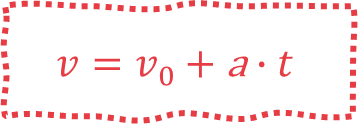 v = v₀ + a · t